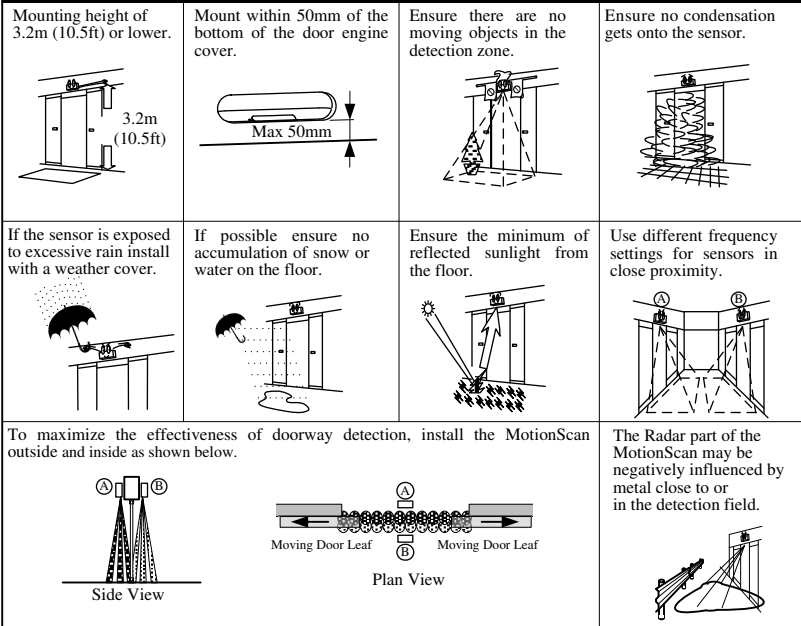 Mounting height of
3.2m (10.5ft) or lower.
3.2m
(10.5ft)
Mount within 50mm of the
bottom of the door engine
cover.
Max 50mm
Ensure there are no
moving objects in the
detection zone.
Ensure no condensation
gets onto the sensor.
If the sensor is exposed
to excessive rain install
with a weather cover.
If possible ensure no
accumulation of snow or
water on the floor.
Ensure the minimum of
reflected sunlight from
the floor.
Use different frequency
settings for sensors in
close proximity.
A B
To maximize the effectiveness of doorway detection, install the MotionScan
outside and inside as shown below.
A B
Side View
A
Moving Door Leaf Moving Door Leaf
B
Plan View
The Radar part of the
MotionScan may be
negatively influenced by
metal close to or
in the detection field.